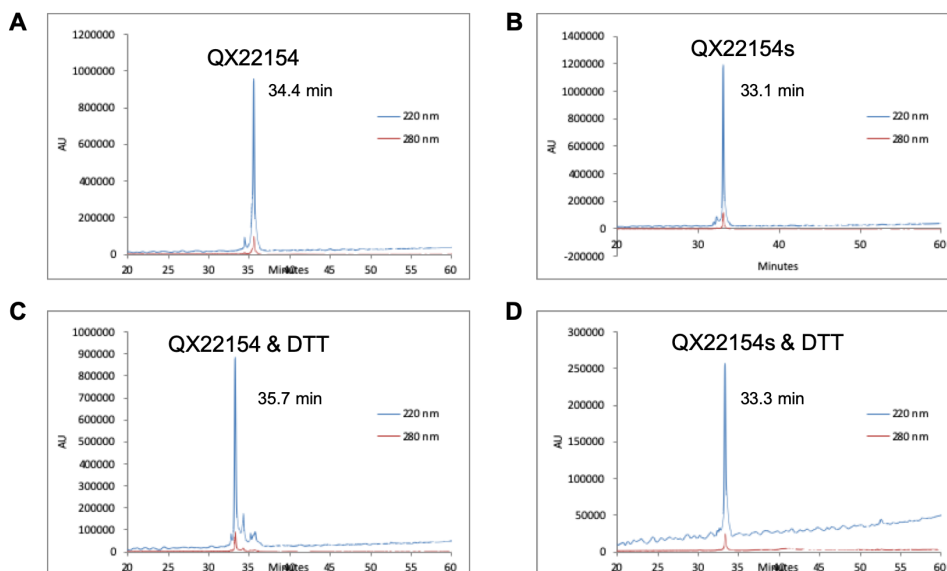 A
QX22154
34.4 min
1200000
1000000
800000
600000
400000
200000
0
AU
220 nm
280 nm
20 25 30 35 40 45 50 55 60
Minutes
B
QX22154s
33.1 min
1400000
1200000
1000000
800000
600000
400000
200000
0
-200000
AU
220 nm
280 nm
20 30 40 50 60
Minutes
C
QX22154 & DTT
35.7 min
1000000
900000
800000
700000
600000
500000
400000
300000
200000
100000
0
AU
220 nm
280 nm
20 25 30 35 40 45 50 55 60
Minutes
D
QX22154s & DTT
33.3 min
300000
250000
200000
150000
100000
50000
0
AU
220 nm
280 nm
20 25 30 35 40 45 50 55 60
Minutes